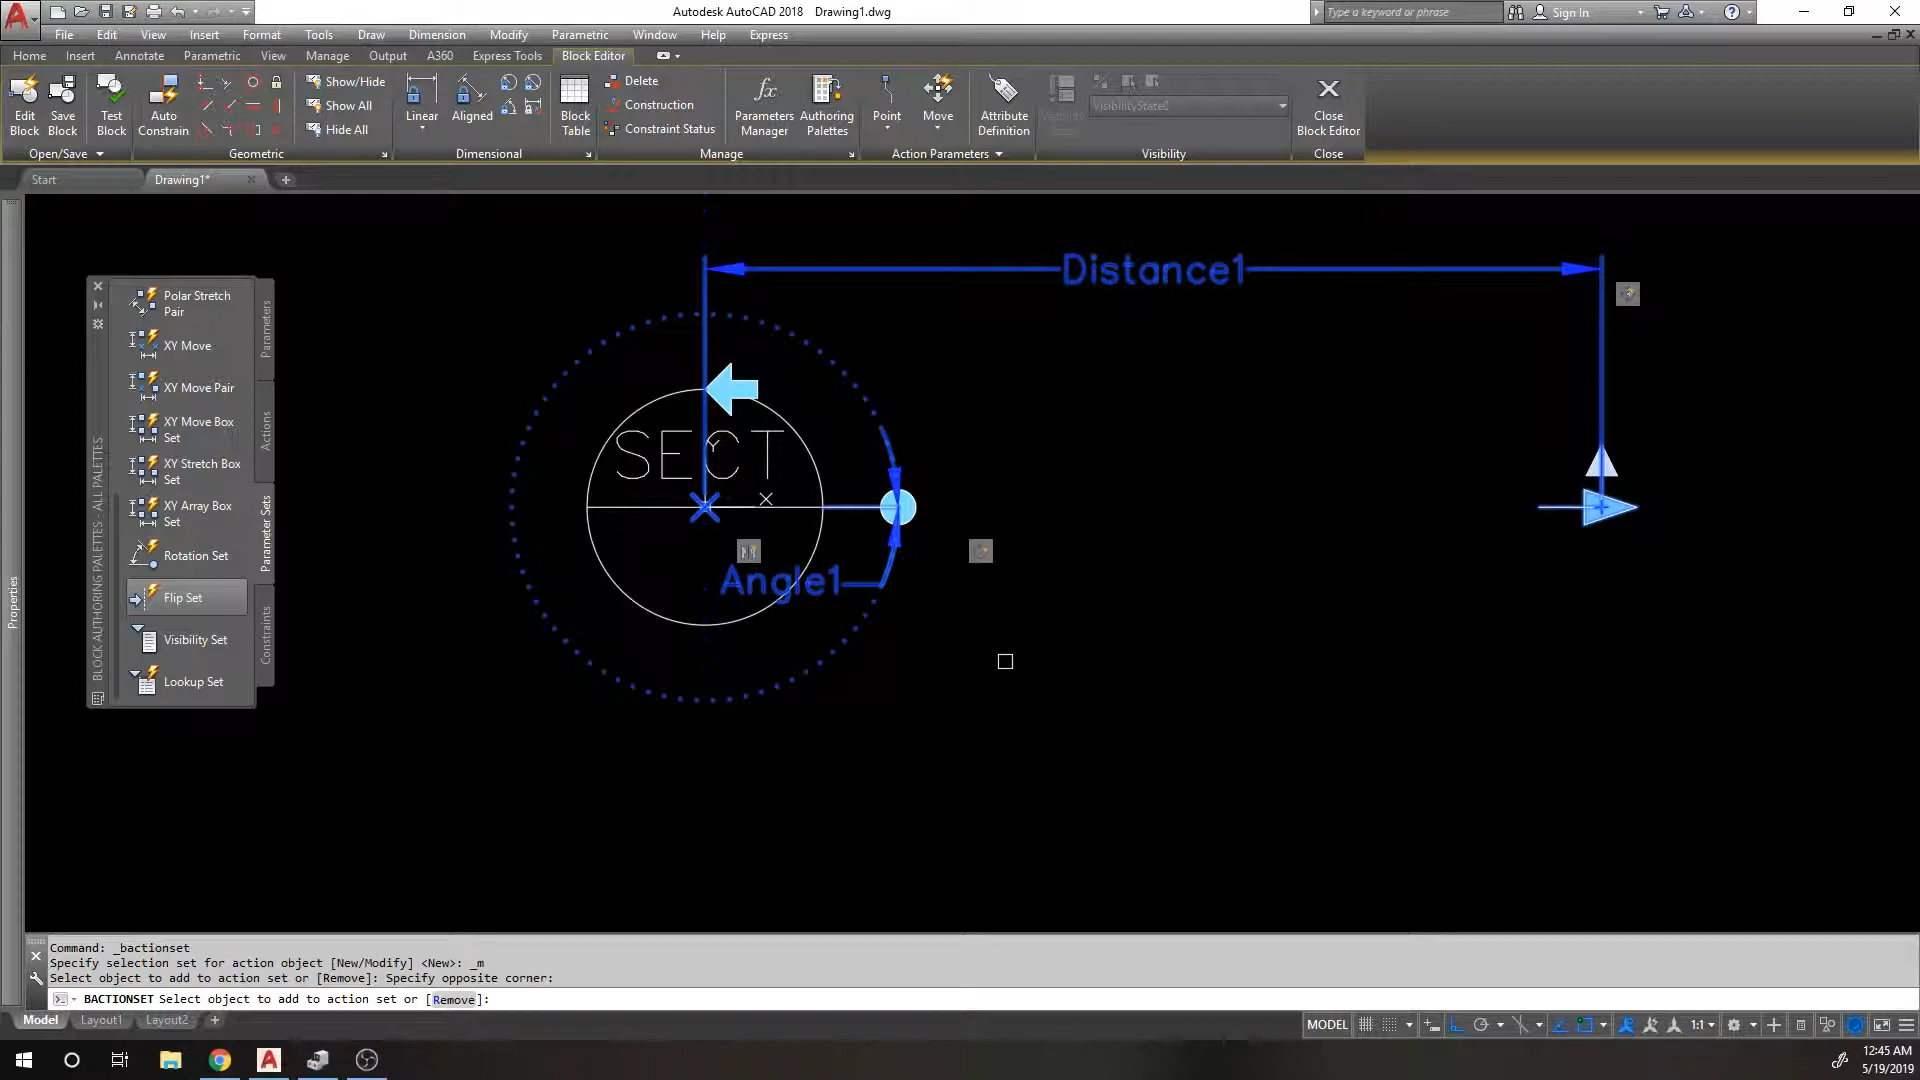 Autodesk AutoCAD 2018 Drawing1.dwg
Type a keyword or phrase
Sign In
File Edit View Insert Format Tools Draw Dimension Modify Parametric Window Help Express
Home Insert Annotate Parametric View Manage Output A360 Express Tools Block Editor
Edit Block
Save Block
Test Block
Auto Constrain
Show/Hide
Show All
Hide All
Linear
Aligned
Block Table
Delete
Construction
Constraint Status
Parameters Manager
Authoring Palettes
Point
Move
Attribute Definition
Visibility States
VisibilityState0
Close Block Editor
Open/Save
Geometric
Dimensional
Manage
Action Parameters
Visibility
Close
Start
Drawing1*
Properties
BLOCK AUTHORING PALETTES - ALL PALETTES
Polar Stretch Pair
XY Move
XY Move Pair
XY Move Box Set
XY Stretch Box Set
XY Array Box Set
Rotation Set
Flip Set
Visibility Set
Lookup Set
Parameters
Actions
Parameter Sets
Constraints
Distance1
SECT
Y
X
Angle1
Command: _bactionset
Specify selection set for action object [New/Modify] <New>: _m
Select object to add to action set or [Remove]: Specify opposite corner:
BACTIONSET Select object to add to action set or [Remove]:
Model Layout1 Layout2
MODEL
1:1
12:45 AM
5/19/2019